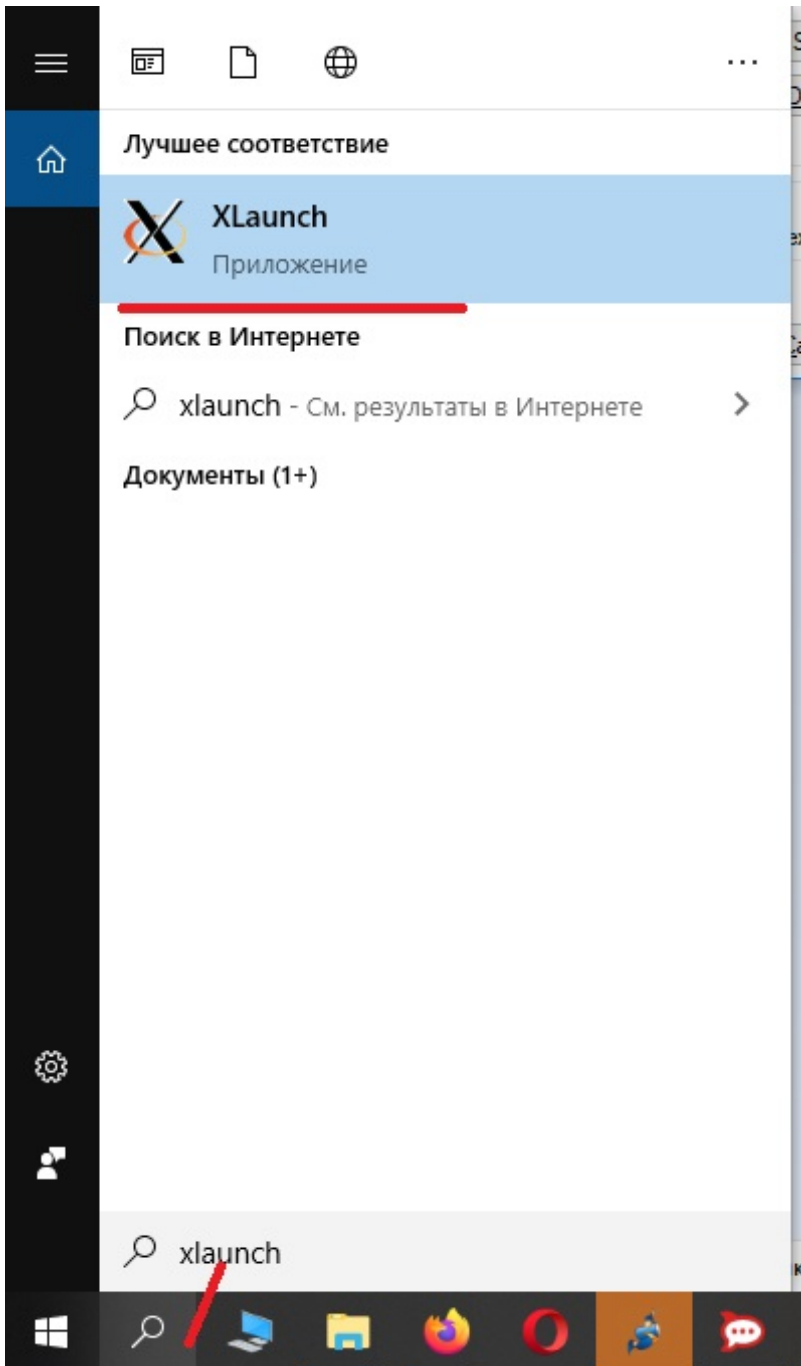 Лучшее соответствие
XLaunch
Приложение
Поиск в Интернете
xlaunch - См. результаты в Интернете
Документы (1+)
xlaunch